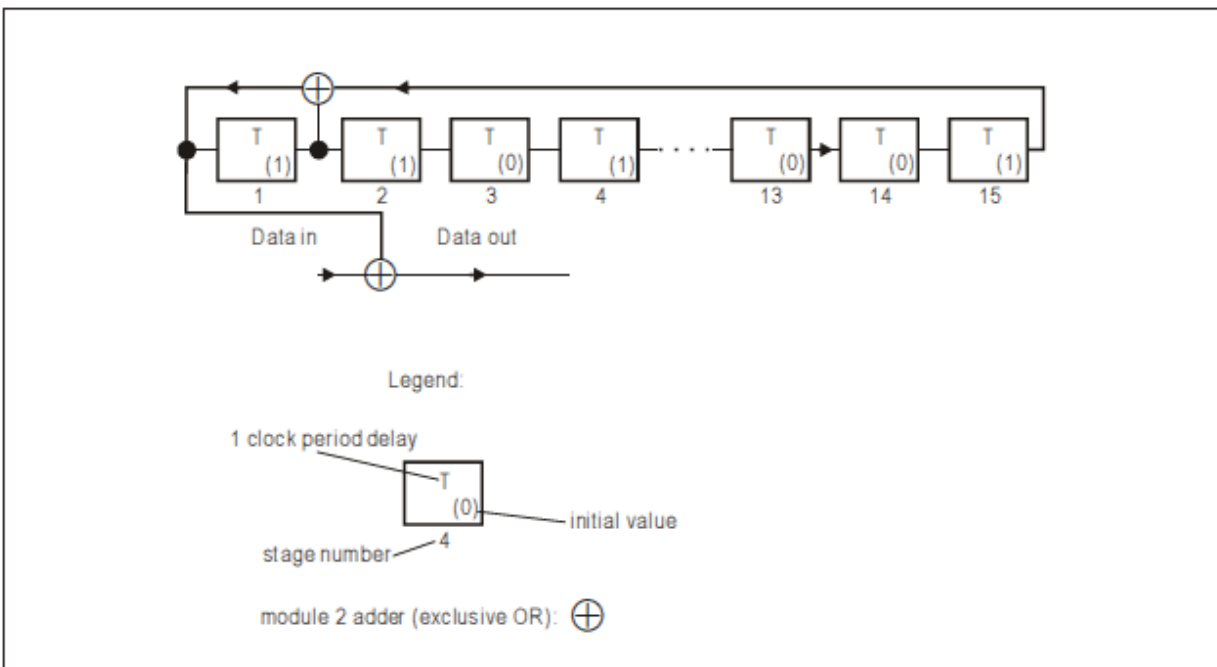 T T T T T T T
(1) (1) (0) (1) (0) (0) (1)
1 2 3 4 13 14 15
Data in Data out
Legend:
1 clock period delay
T
(0)
initial value
4
stage number
module 2 adder (exclusive OR):